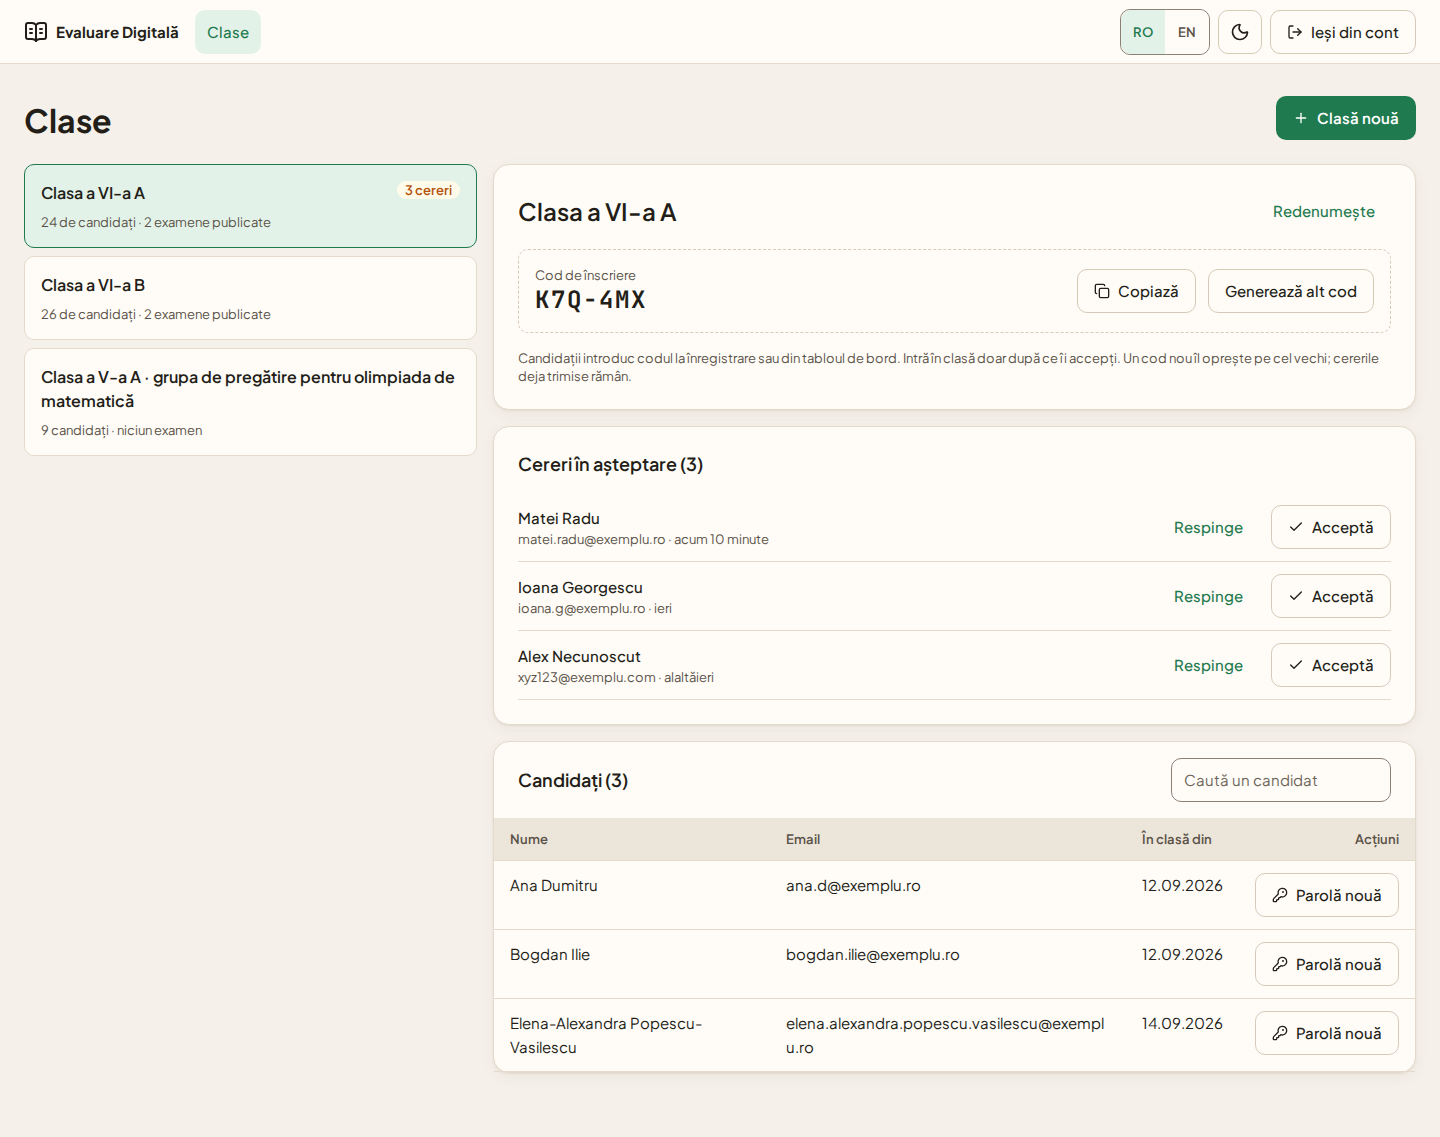 Evaluare Digitală
Clase
RO
EN
Ieși din cont
Clase
+ Clasă nouă
Clasa a VI-a A
3 cereri
24 de candidați · 2 examene publicate
Clasa a VI-a B
26 de candidați · 2 examene publicate
Clasa a V-a A · grupa de pregătire pentru olimpiada de
matematică
9 candidați · niciun examen
Clasa a VI-a A
Redenumește
Cod de înscriere
K7Q-4MX
Copiază
Generează alt cod
Candidații introduc codul la înregistrare sau din tabloul de bord. Intră în clasă doar după ce îi accepți. Un cod nou îl oprește pe cel vechi; cererile
deja trimise rămân.
Cereri în așteptare (3)
Matei Radu
matei.radu@exemplu.ro · acum 10 minute
Respinge
Acceptă
Ioana Georgescu
ioana.g@exemplu.ro · ieri
Respinge
Acceptă
Alex Necunoscut
xyz123@exemplu.com · alaltăieri
Respinge
Acceptă
Candidați (3)
Caută un candidat
Nume Email În clasă din Acțiuni
Ana Dumitru ana.d@exemplu.ro 12.09.2026 Parolă nouă
Bogdan Ilie bogdan.ilie@exemplu.ro 12.09.2026 Parolă nouă
Elena-Alexandra Popescu- elena.alexandra.popescu.vasilescu@exempl 14.09.2026 Parolă nouă
Vasilescu u.ro